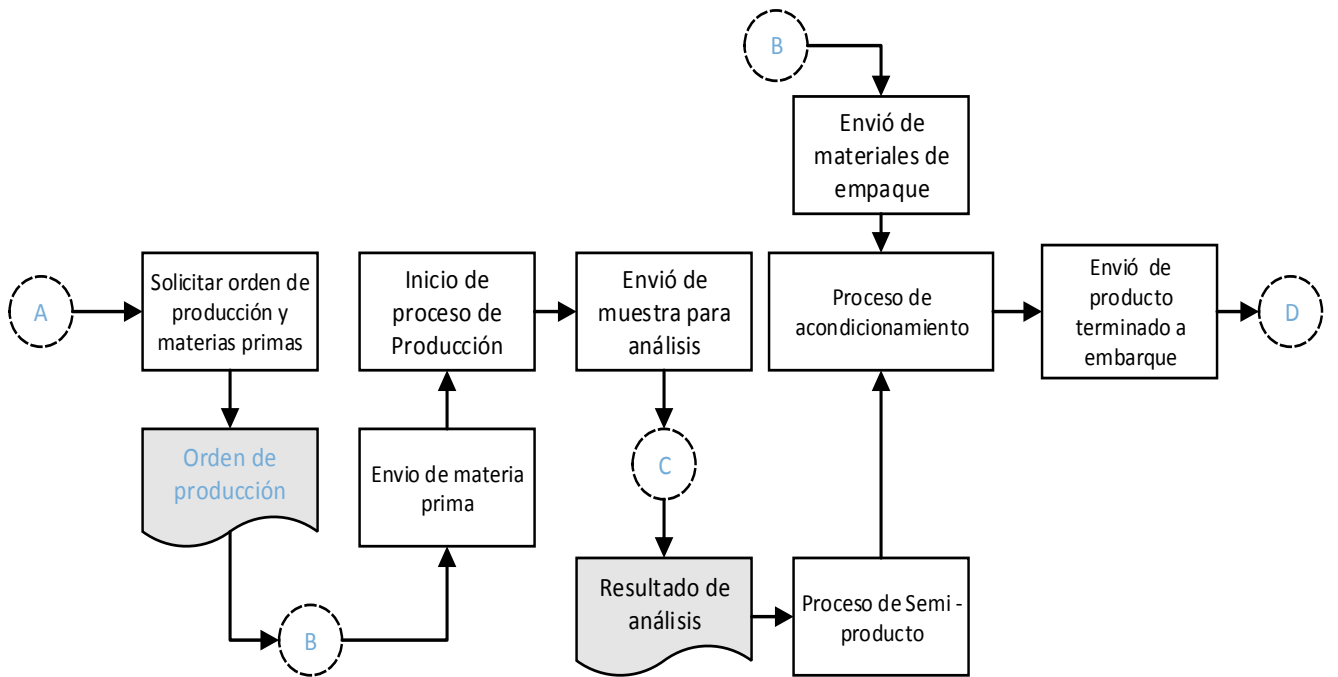 B
Envió de
materiales de
empaque
A
Solicitar orden de
producción y
materias primas
Inicio de
proceso de
Producción
Envió de
muestra para
análisis
Proceso de
acondicionamiento
Envió de
producto
terminado a
embarque
D
Orden de
producción
Envio de materia
prima
C
Resultado de
análisis
Proceso de Semi -
producto
B